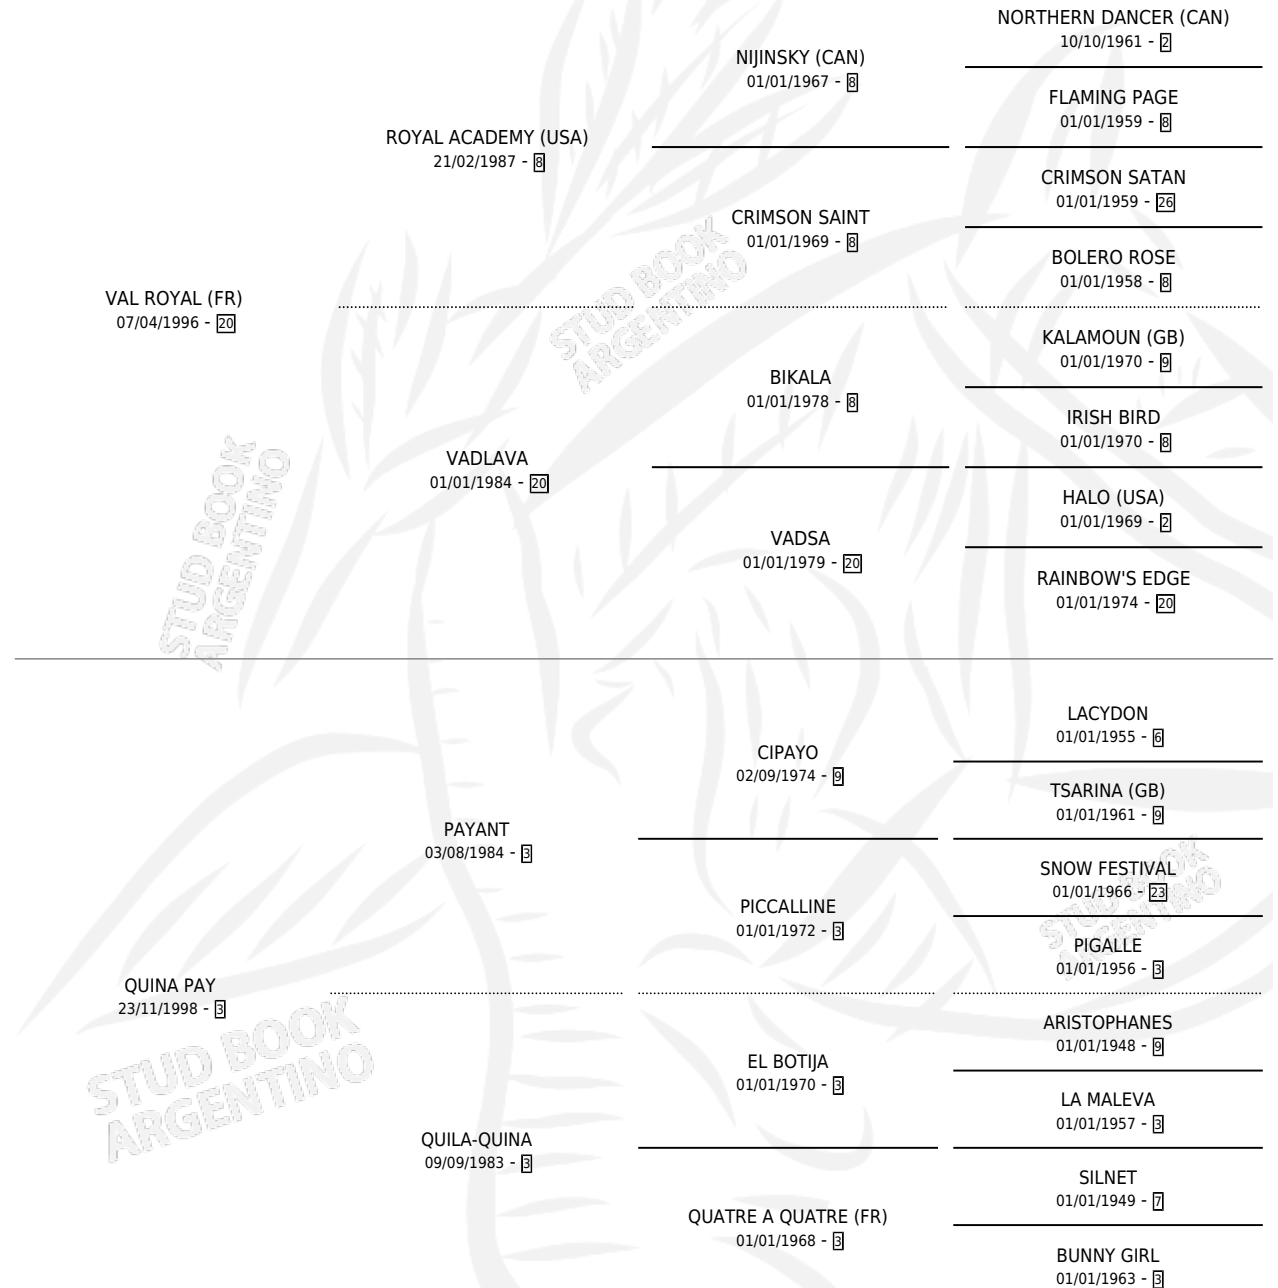 NORTHERN DANCER (CAN)
10/10/1961 - 2
NIJINSKY (CAN)
01/01/1967 - 8
FLAMING PAGE
01/01/1959 - 8
ROYAL ACADEMY (USA)
21/02/1987 - 8
CRIMSON SATAN
01/01/1959 - 26
CRIMSON SAINT
01/01/1969 - 8
BOLERO ROSE
01/01/1958 - 8
VAL ROYAL (FR)
07/04/1996 - 20
KALAMOUN (GB)
01/01/1970 - 9
BIKALA
01/01/1978 - 8
IRISH BIRD
01/01/1970 - 8
VADLAVA
01/01/1984 - 20
HALO (USA)
01/01/1969 - 2
VADSA
01/01/1979 - 20
RAINBOW'S EDGE
01/01/1974 - 20
STUD BOOK
ARGENTINO
STUD BOOK
ARGENTINO
LACYDON
01/01/1955 - 6
CIPAYO
02/09/1974 - 9
TSARINA (GB)
01/01/1961 - 9
PAYANT
03/08/1984 - 3
SNOW FESTIVAL
01/01/1966 - 23
PICCALLINE
01/01/1972 - 3
PIGALLE
01/01/1956 - 3
QUINA PAY
23/11/1998 - 3
ARISTOPHANES
01/01/1948 - 9
EL BOTIJA
01/01/1970 - 3
LA MALEVA
01/01/1957 - 3
QUILA-QUINA
09/09/1983 - 3
SILNET
01/01/1949 - 7
QUATRE A QUATRE (FR)
01/01/1968 - 3
BUNNY GIRL
01/01/1963 - 3
STUD BOOK
ARGENTINO
STUD BOOK
ARGENTINO